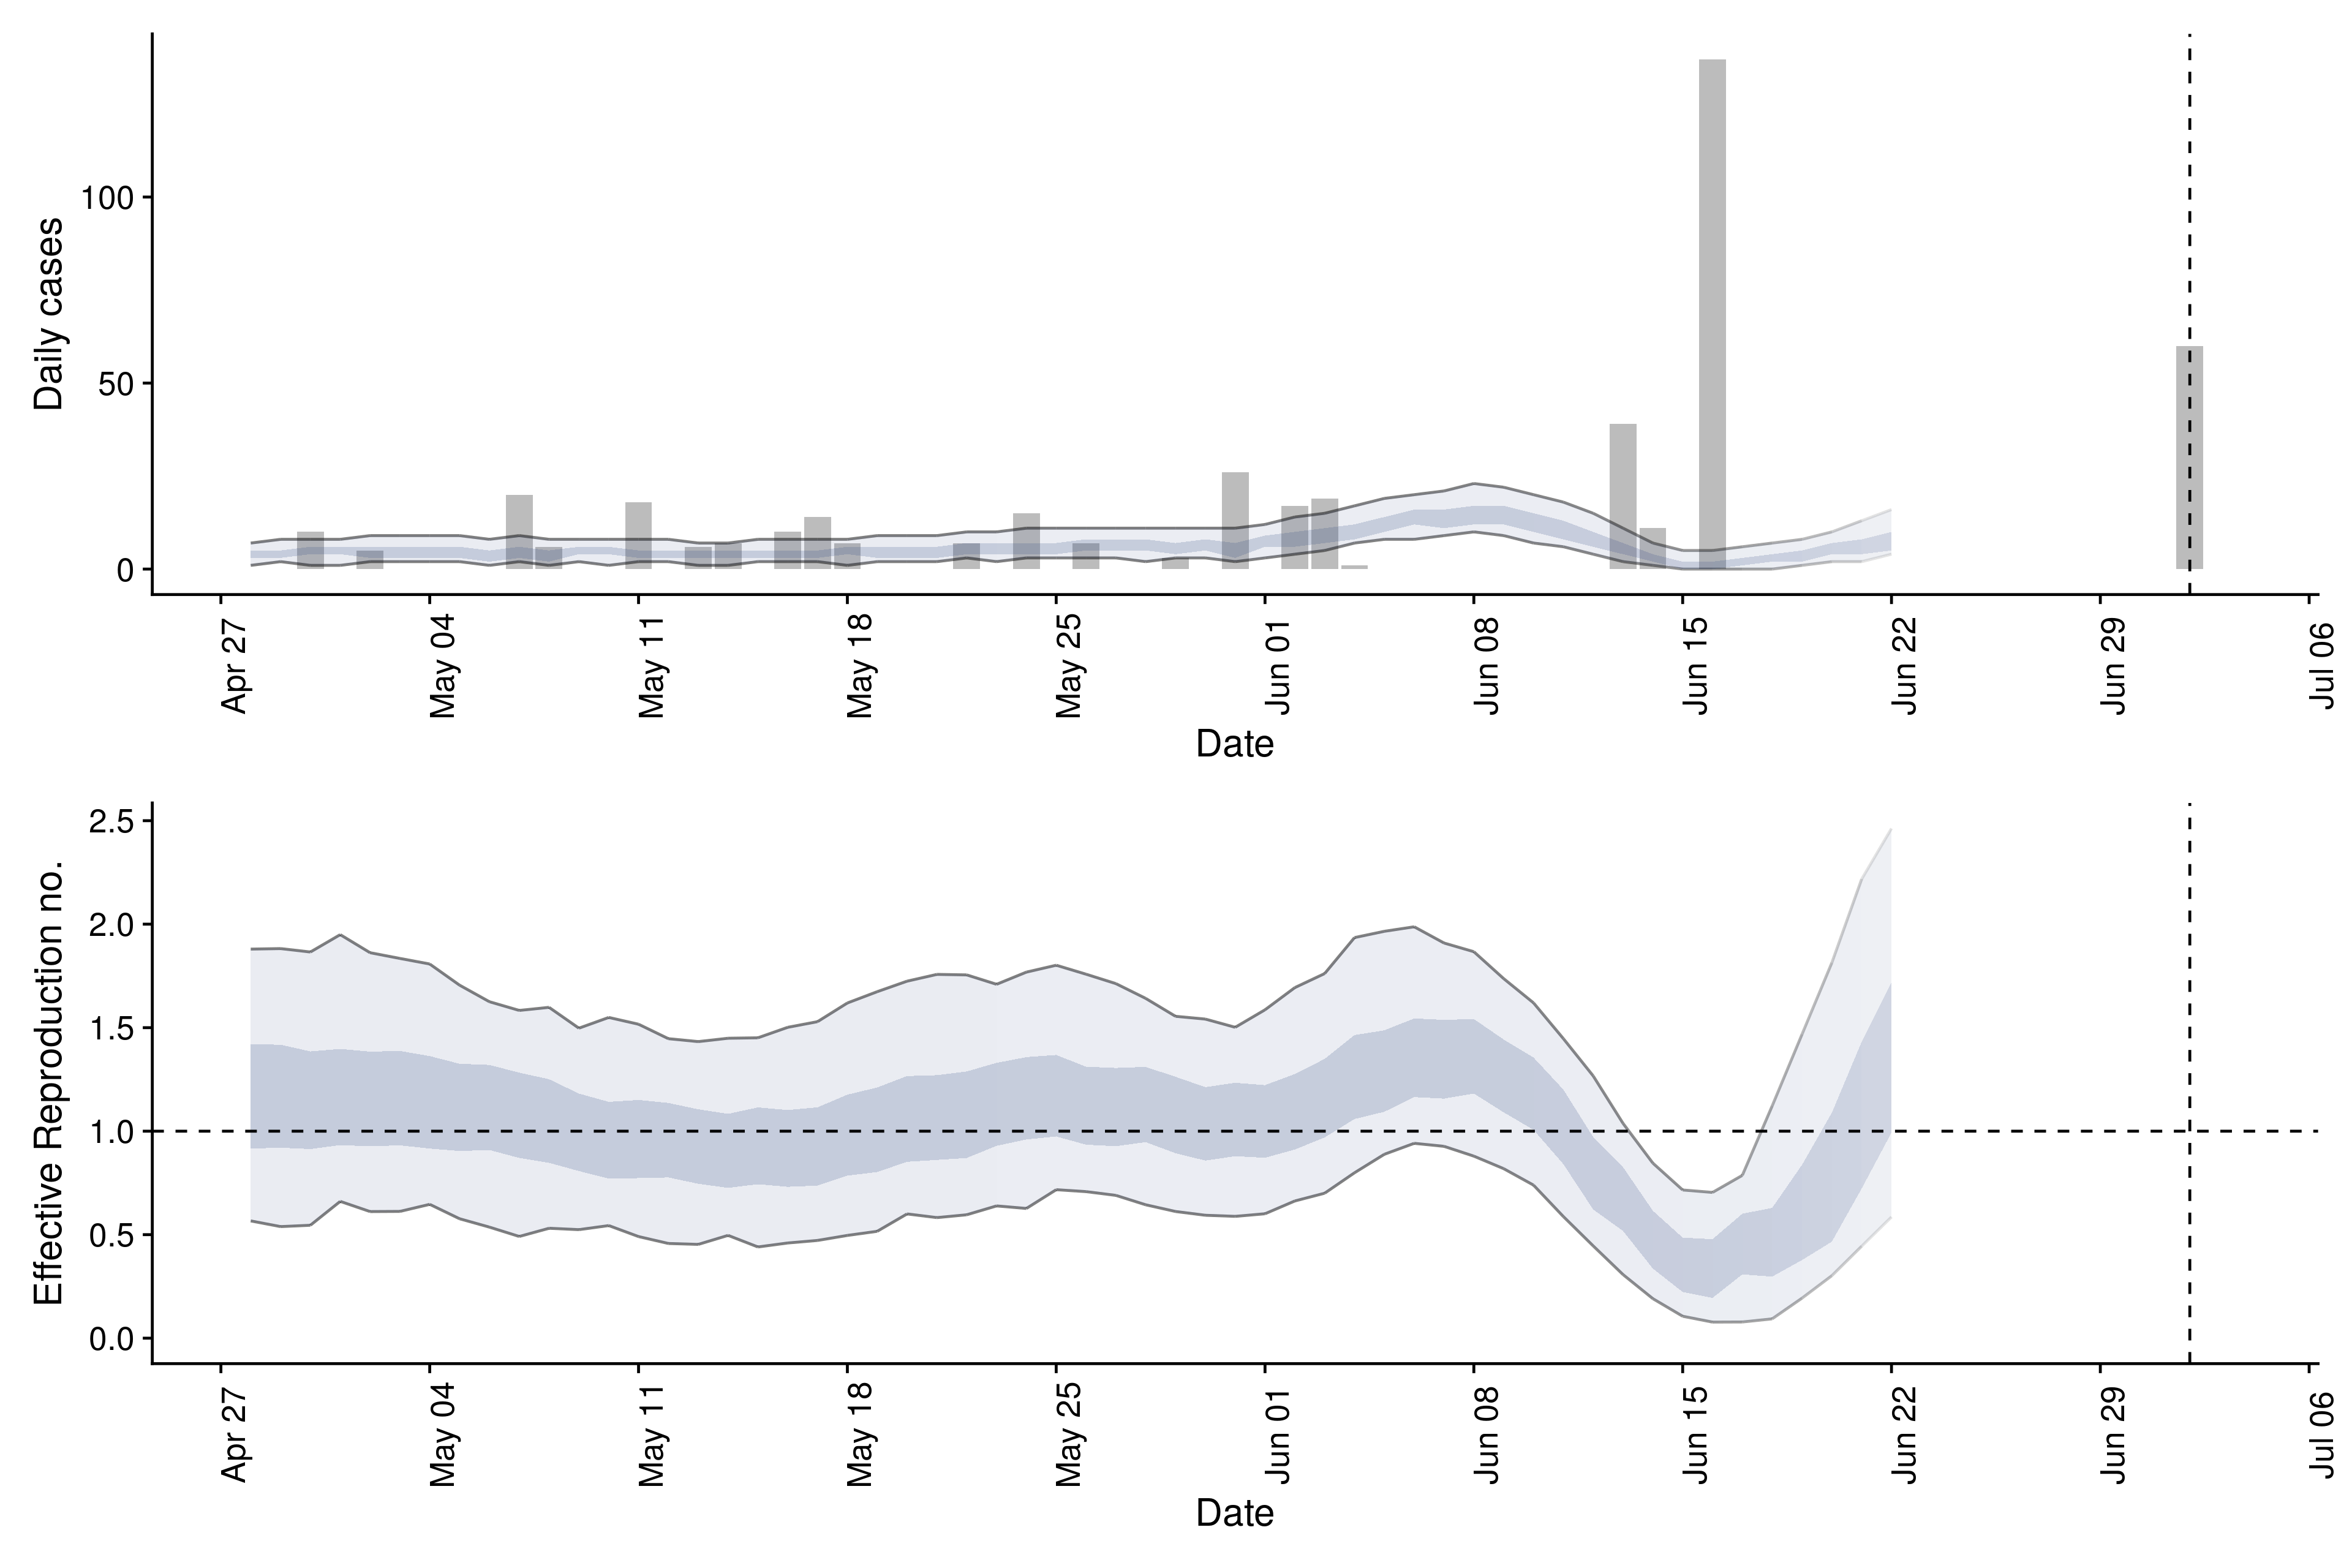 Daily cases
100
50
0
Apr 27
May 04
May 11
May 18
May 25
Jun 01
Jun 08
Jun 15
Jun 22
Jun 29
Jul 06
Date
Effective Reproduction no.
2.5
2.0
1.5
1.0
0.5
0.0
Apr 27
May 04
May 11
May 18
May 25
Jun 01
Jun 08
Jun 15
Jun 22
Jun 29
Jul 06
Date